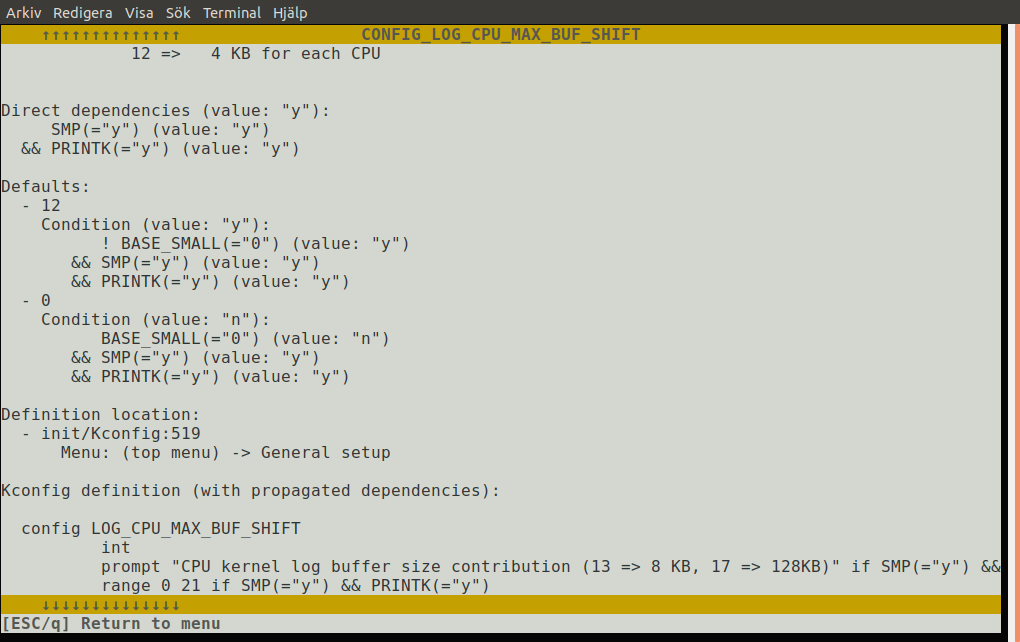 Arkiv Redigera Visa Sök Terminal Hjälp
↑↑↑↑↑↑↑↑↑↑↑↑↑↑ CONFIG_LOG_CPU_MAX_BUF_SHIFT
12 => 4 KB for each CPU
Direct dependencies (value: "y"):
SMP(="y") (value: "y")
&& PRINTK(="y") (value: "y")
Defaults:
- 12
Condition (value: "y"):
! BASE_SMALL(="0") (value: "y")
&& SMP(="y") (value: "y")
&& PRINTK(="y") (value: "y")
- 0
Condition (value: "n"):
BASE_SMALL(="0") (value: "n")
&& SMP(="y") (value: "y")
&& PRINTK(="y") (value: "y")
Definition location:
- init/Kconfig:519
Menu: (top menu) -> General setup
Kconfig definition (with propagated dependencies):
config LOG_CPU_MAX_BUF_SHIFT
int
prompt "CPU kernel log buffer size contribution (13 => 8 KB, 17 => 128KB)" if SMP(="y") &&
range 0 21 if SMP(="y") && PRINTK(="y")
↓↓↓↓↓↓↓↓↓↓↓↓↓↓
[ESC/q] Return to menu